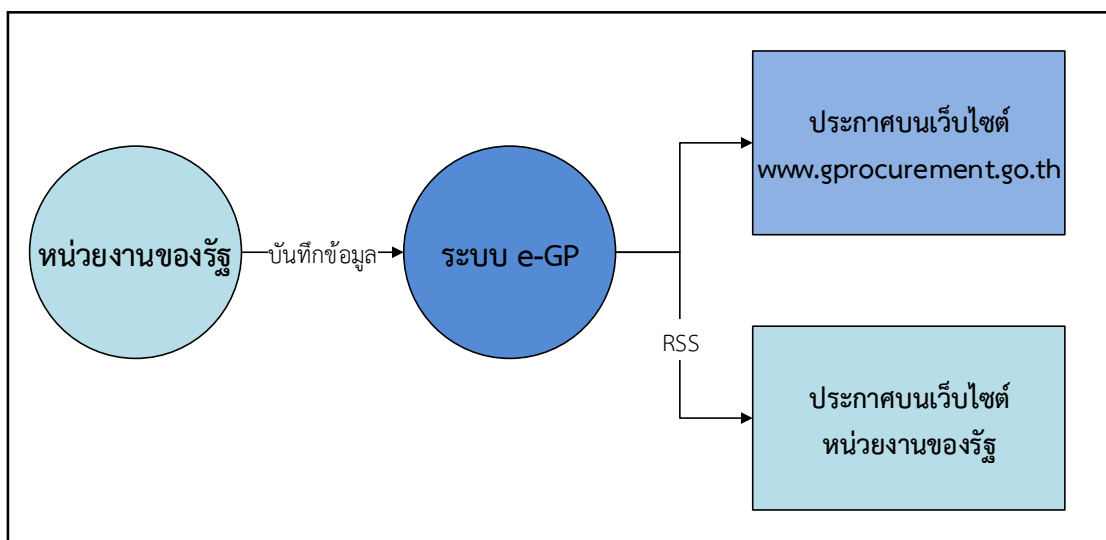 หน่วยงานของรัฐ
บันทึกข้อมูล
ระบบ e-GP
ประกาศบนเว็บไซต์
www.gprocurement.go.th
RSS
ประกาศบนเว็บไซต์
หน่วยงานของรัฐ